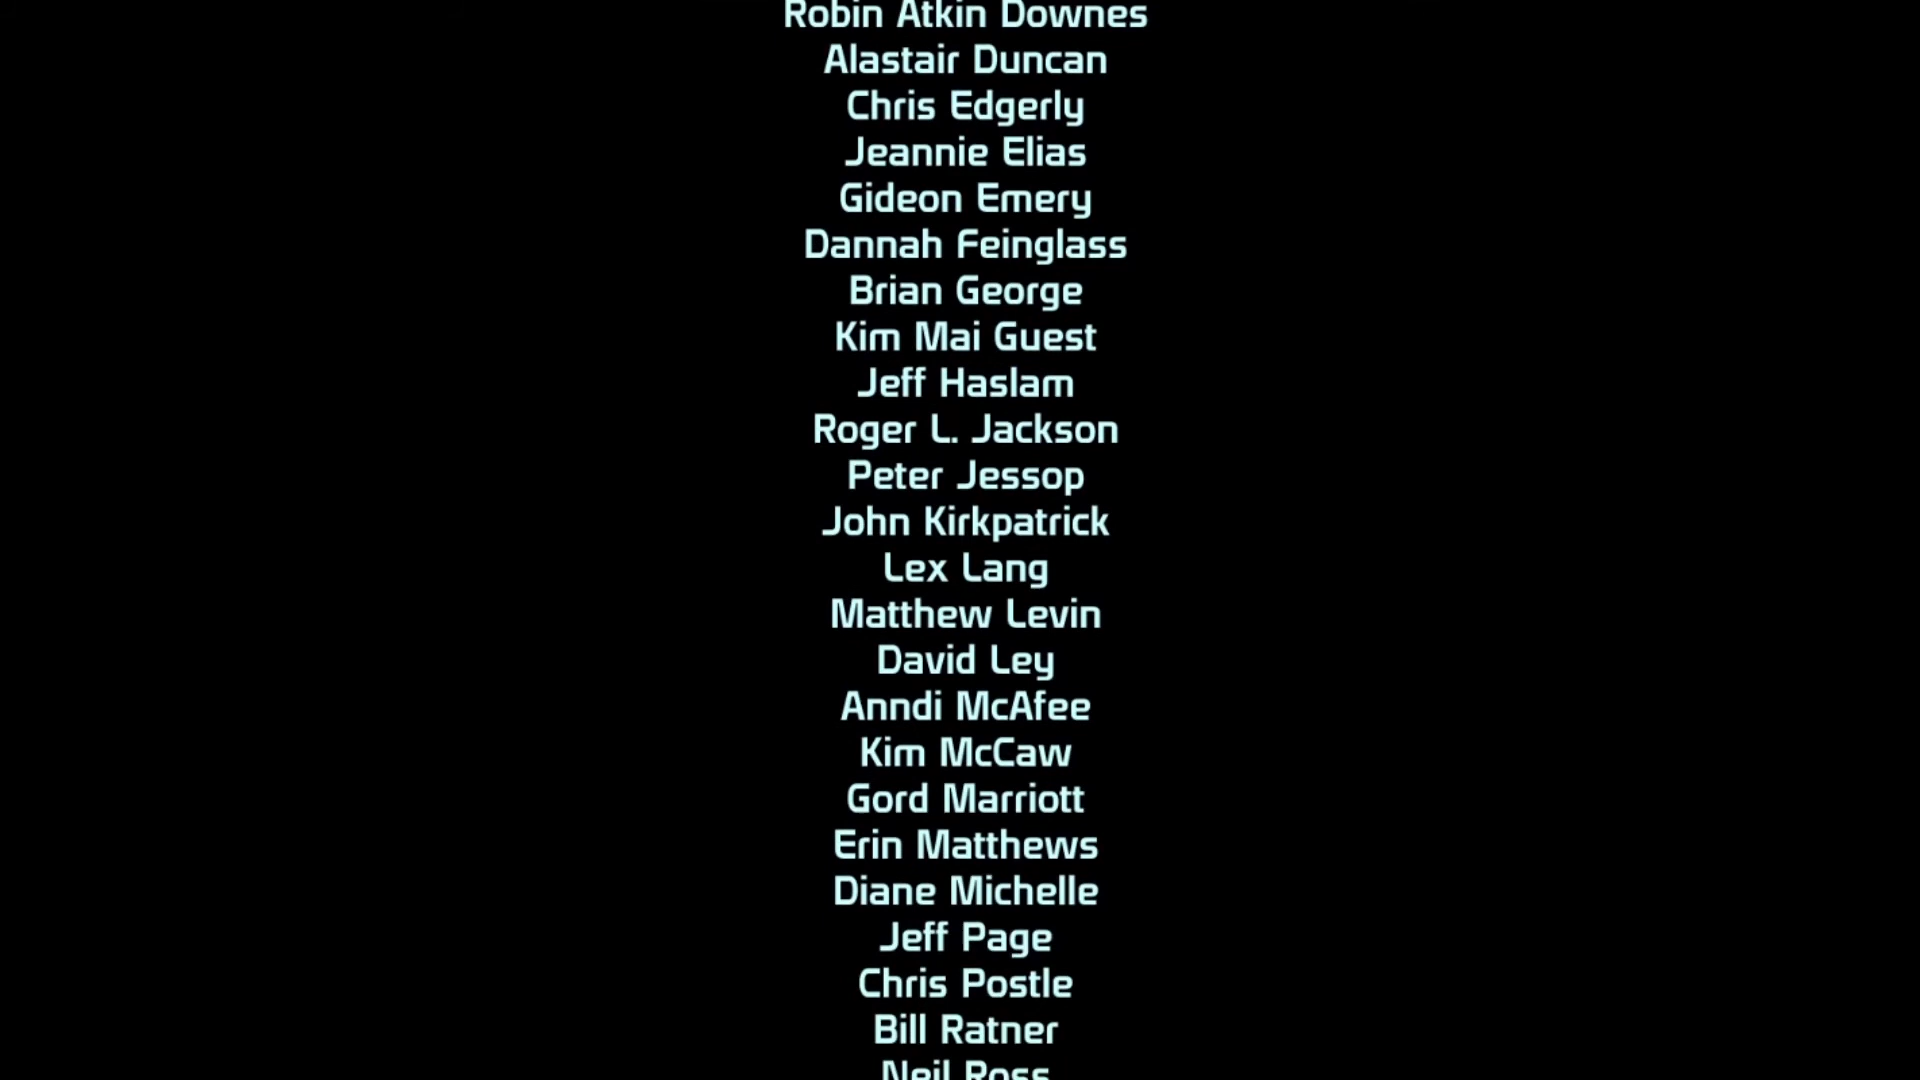 Robin Atkin Downes
Alastair Duncan
Chris Edgerly
Jeannie Elias
Gideon Emery
Dannah Feinglass
Brian George
Kim Mai Guest
Jeff Haslam
Roger L. Jackson
Peter Jessop
John Kirkpatrick
Lex Lang
Matthew Levin
David Ley
Anndi McAfee
Kim McCaw
Gord Marriott
Erin Matthews
Diane Michelle
Jeff Page
Chris Postle
Bill Ratner
Neil Ross